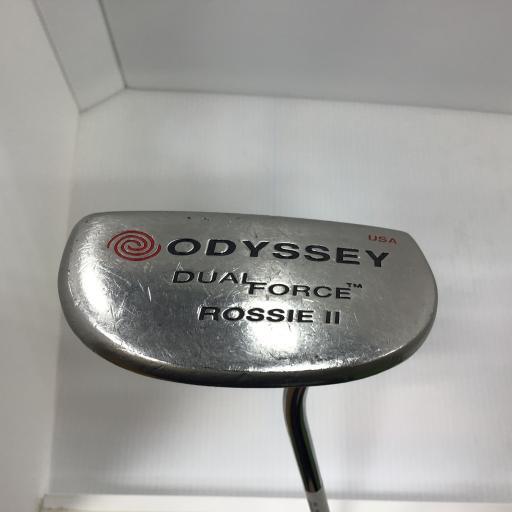 USA
ODYSSEY
DUAL FORCE™
ROSSIE II